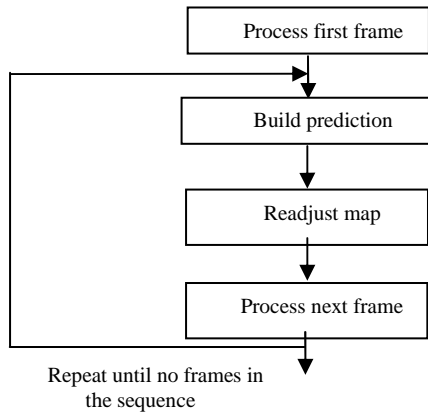 Process first frame
Build prediction
Readjust map
Process next frame
Repeat until no frames in
the sequence